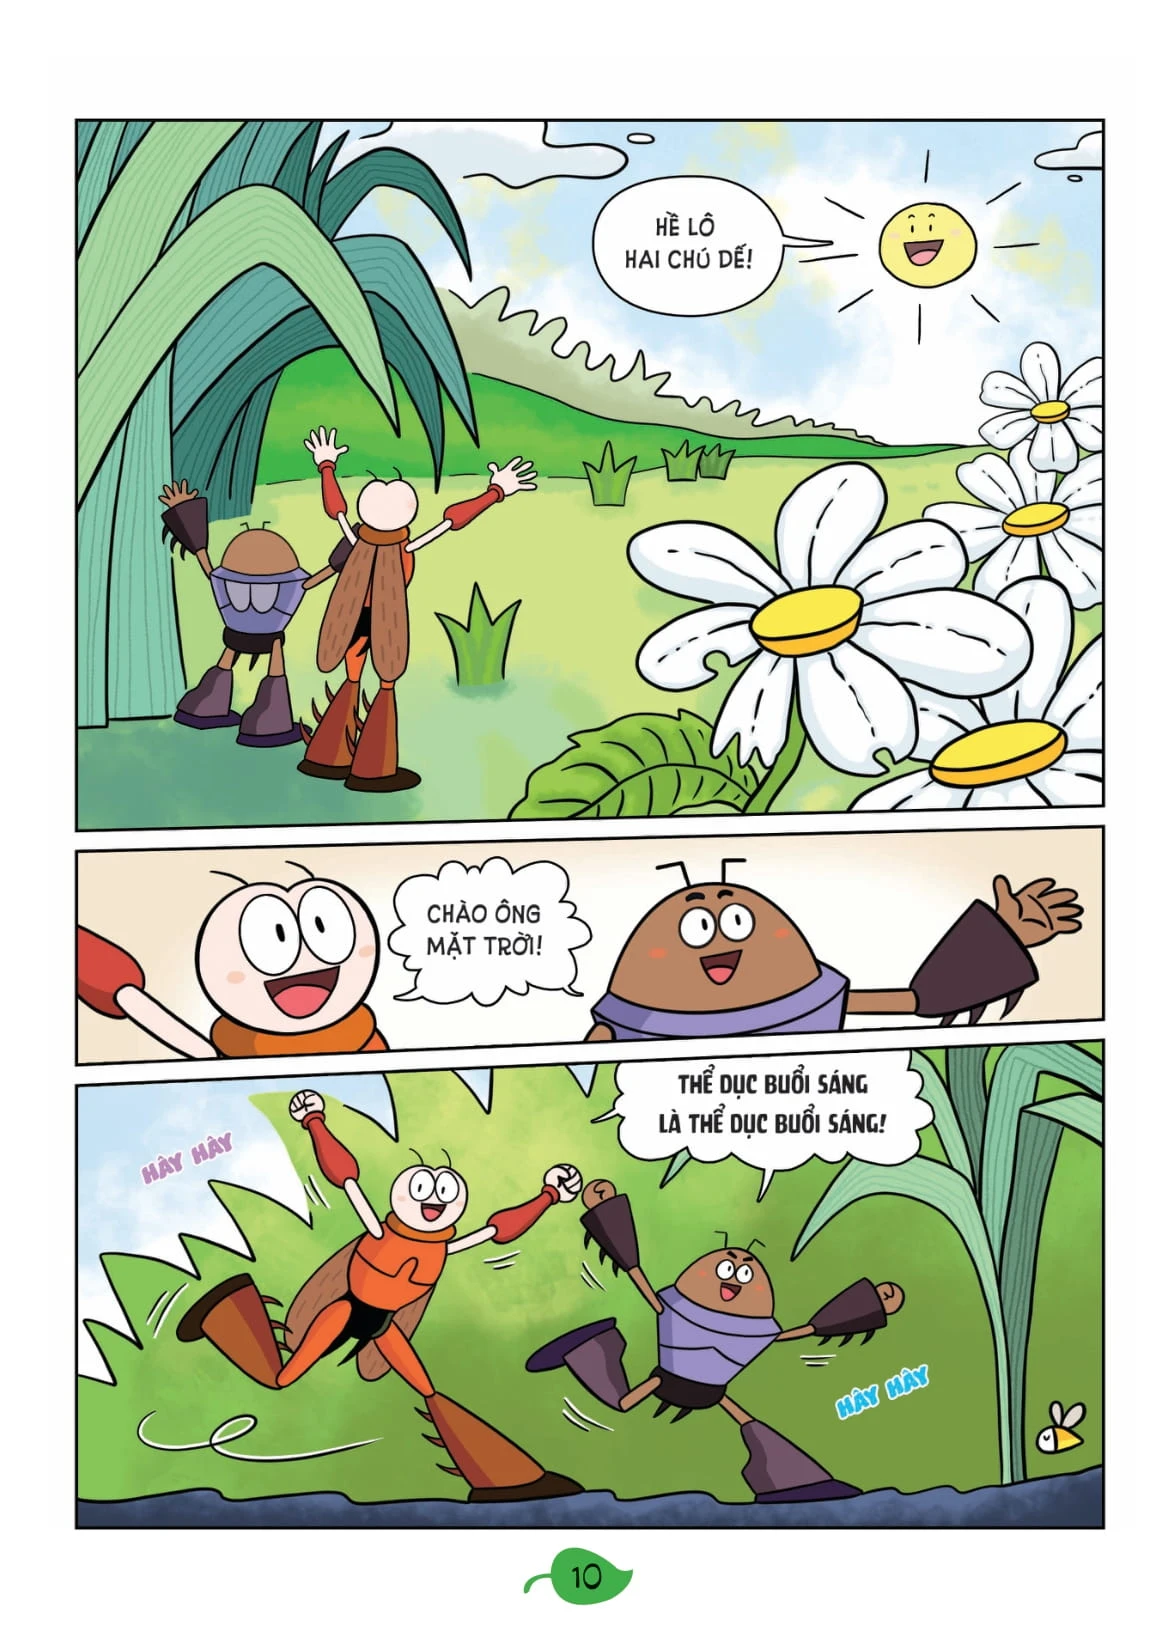 HỀ LÔ
HAI CHÚ DẾ!
CHÀO ÔNG
MẶT TRỜI!
THỂ DỤC BUỔI SÁNG
LÀ THỂ DỤC BUỔI SÁNG!
HÂY HÂY
HÂY HÂY
10